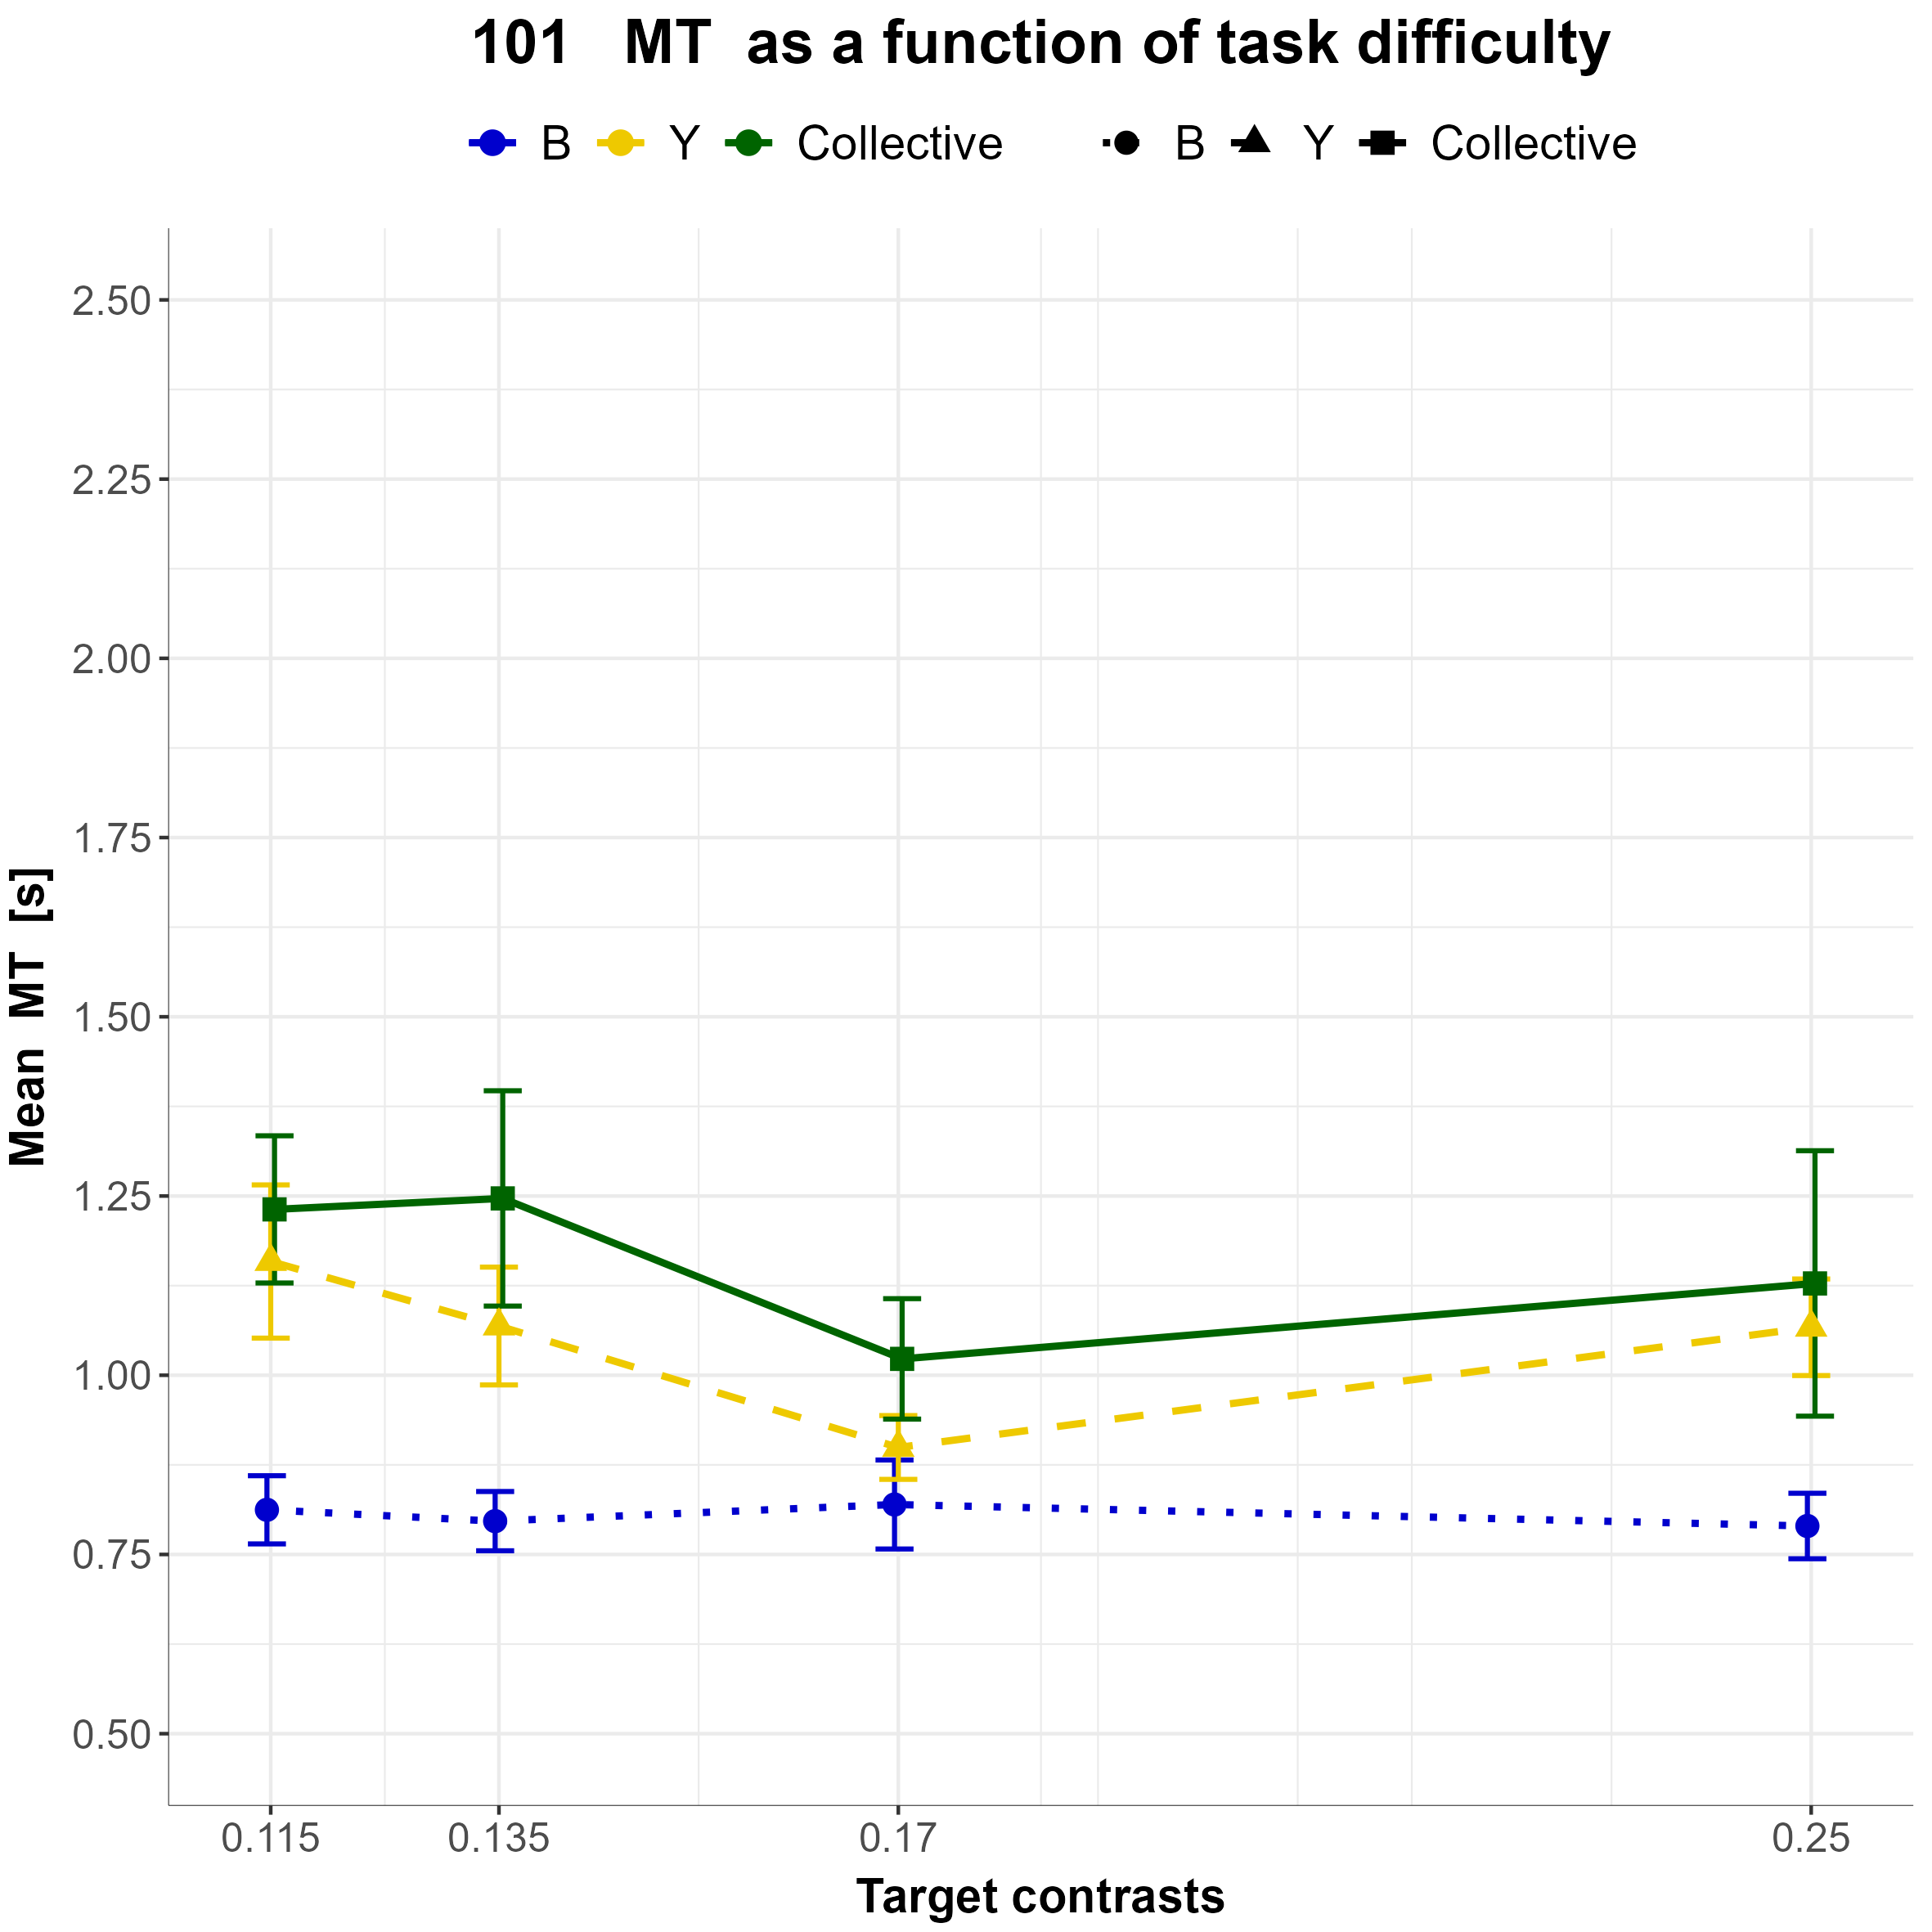 101 MT as a function of task difficulty
B Y Collective B Y Collective
2.50
2.25
2.00
1.75
1.50
1.25
1.00
0.75
0.50
Mean MT [s]
0.115 0.135 0.17 0.25
Target contrasts